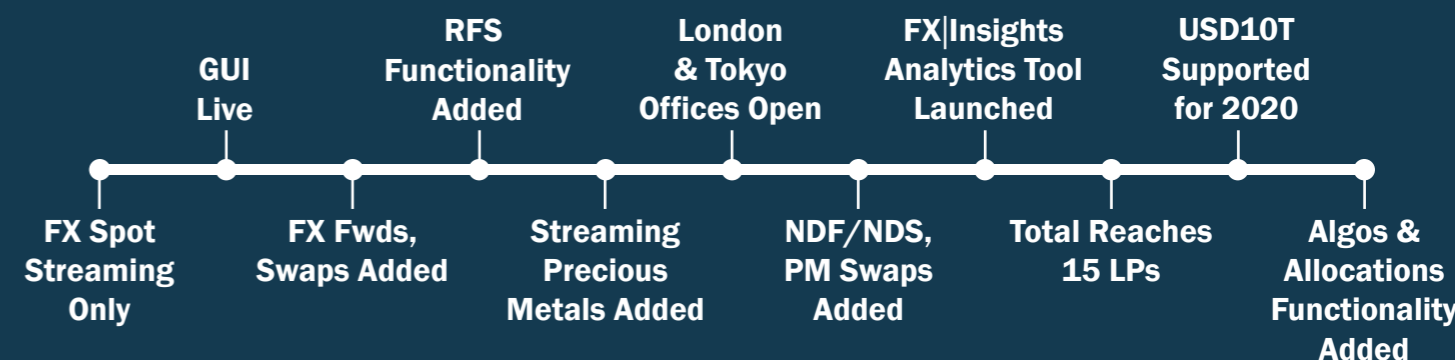 FX Spot
Streaming
Only
GUI
Live
FX Fwds,
Swaps Added
RFS
Functionality
Added
Streaming
Precious
Metals Added
London
& Tokyo
Offices Open
NDF/NDS,
PM Swaps
Added
FX|Insights
Analytics Tool
Launched
Total Reaches
15 LPs
USD10T
Supported
for 2020
Algos &
Allocations
Functionality
Added